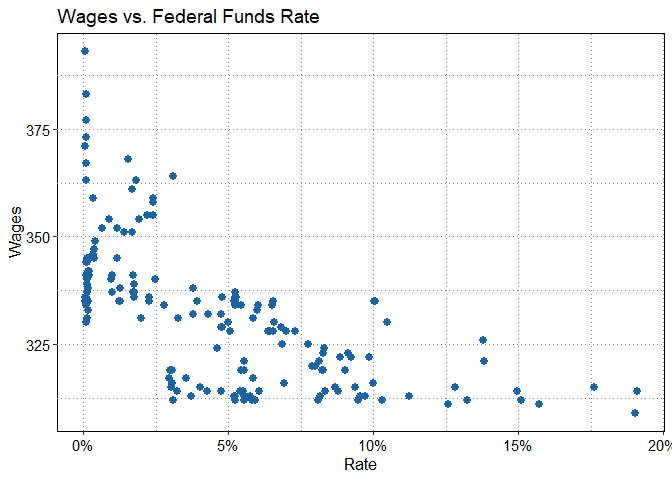 Wages vs. Federal Funds Rate
Wages
375
350
325
0%
5%
10%
15%
20%
Rate